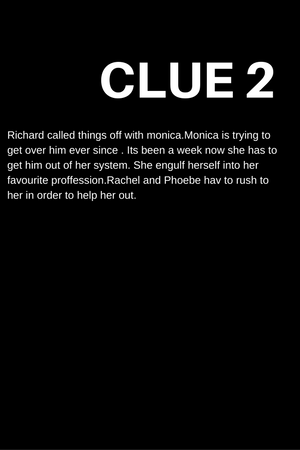 CLUE 2
Richard called things off with monica.Monica is trying to
get over him ever since . Its been a week now she has to
get him out of her system. She engulf herself into her
favourite proffession.Rachel and Phoebe hav to rush to
her in order to help her out.